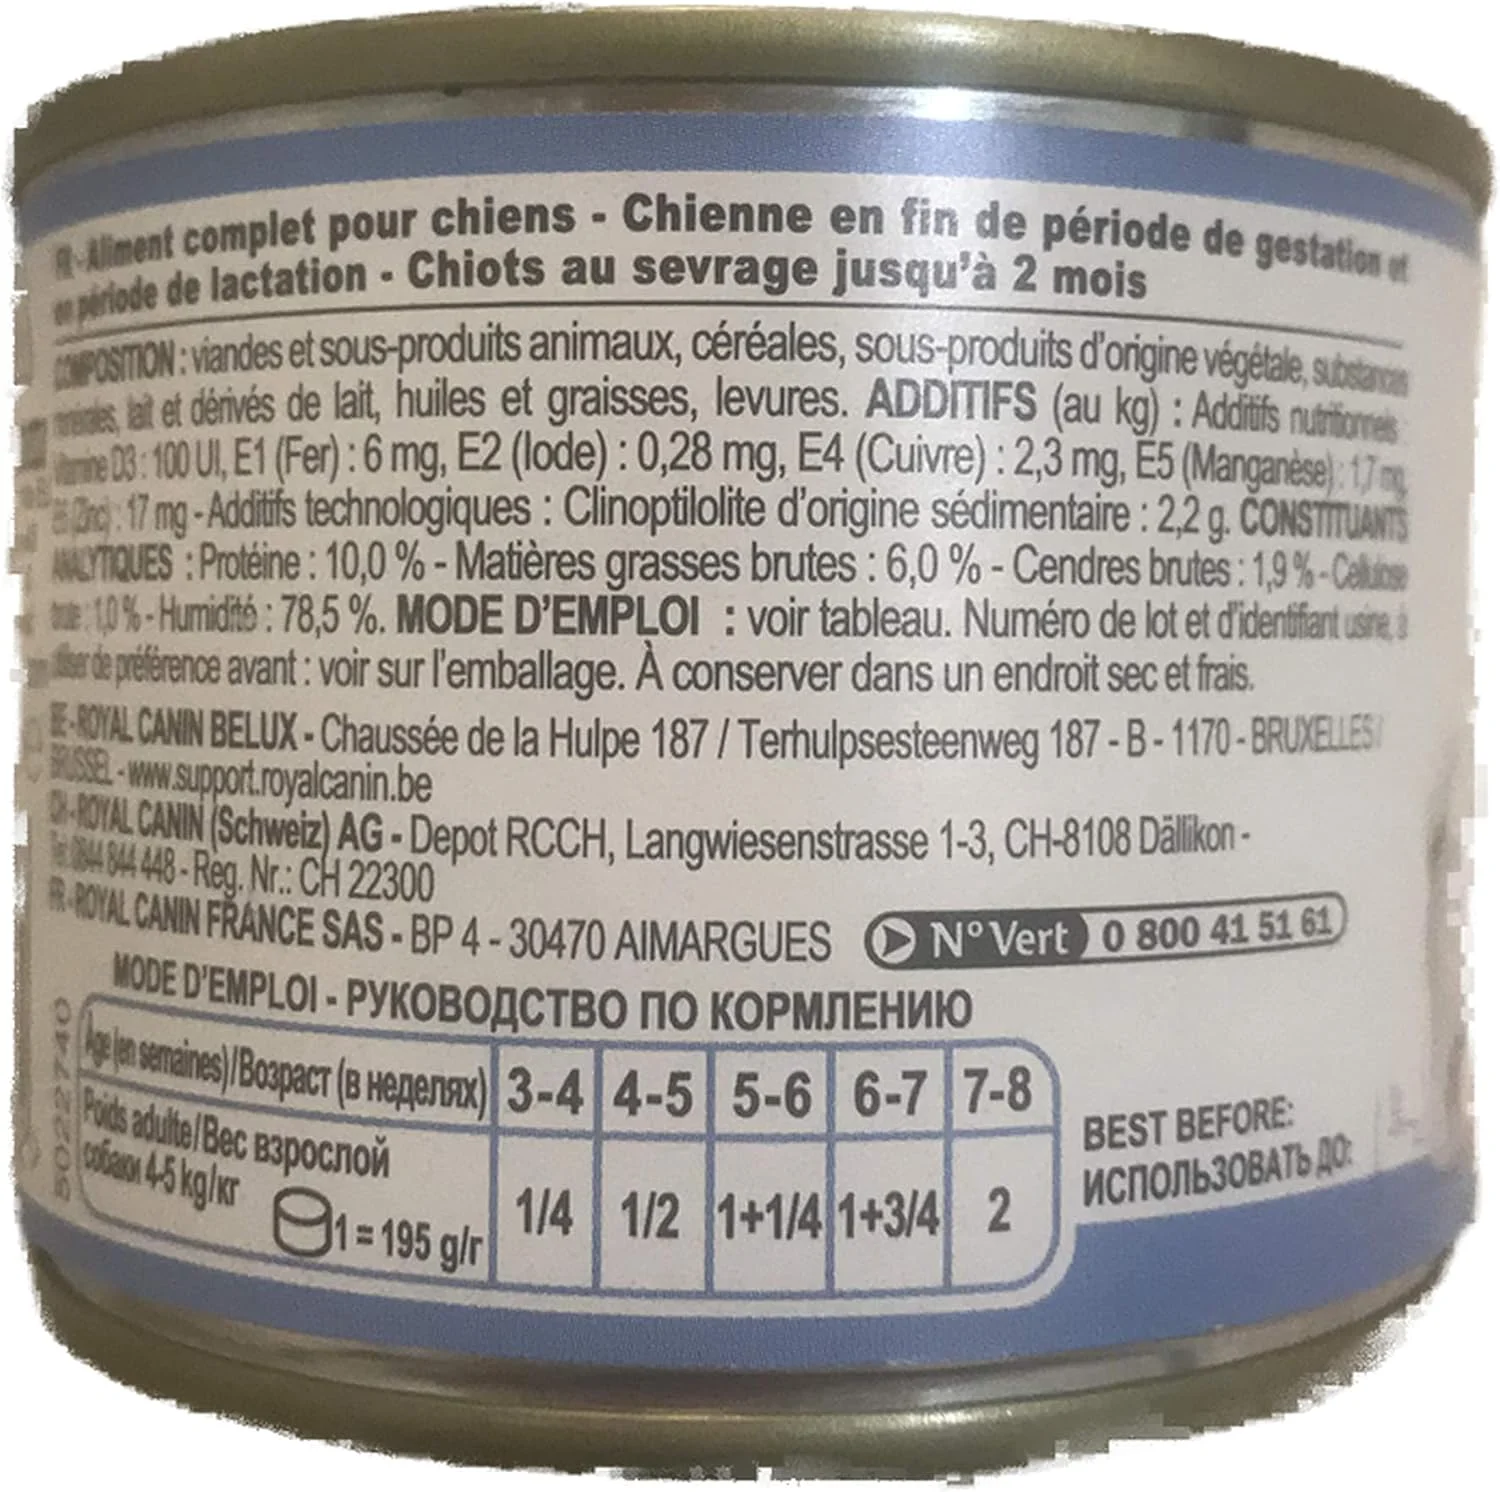 FR - Aliment complet pour chiens - Chienne en fin de période de gestation et
en période de lactation - Chiots au sevrage jusqu'à 2 mois
COMPOSITION : viandes et sous-produits animaux, céréales, sous-produits d'origine végétale, substances
minérales, lait et dérivés de lait, huiles et graisses, levures. ADDITIFS (au kg) : Additifs nutritionnels :
Vitamine D3 : 100 UI, E1 (Fer) : 6 mg, E2 (Iode) : 0,28 mg, E4 (Cuivre) : 2,3 mg, E5 (Manganèse) : 1,7 mg,
E6 (Zinc) : 17 mg - Additifs technologiques : Clinoptilolite d'origine sédimentaire : 2,2 g. CONSTITUANTS
ANALYTIQUES : Protéine : 10,0 % - Matières grasses brutes : 6,0 % - Cendres brutes : 1,9 % - Cellulose
brute : 1,0 % - Humidité : 78,5 %. MODE D'EMPLOI : voir tableau. Numéro de lot et d'identifiant usine, à
utiliser de préférence avant : voir sur l'emballage. À conserver dans un endroit sec et frais.
BE - ROYAL CANIN BELUX - Chaussée de la Hulpe 187 / Terhulpsesteenweg 187 - B - 1170 - BRUXELLES /
BRUSSEL - www.support.royalcanin.be
CH - ROYAL CANIN (Schweiz) AG - Depot RCCH, Langwiesenstrasse 1-3, CH-8108 Dällikon -
Tel: 0844 844 448 - Reg. Nr.: CH 22300
FR - ROYAL CANIN FRANCE SAS - BP 4 - 30470 AIMARGUES N° Vert 0 800 41 51 61
MODE D'EMPLOI - РУКОВОДСТВО ПО КОРМЛЕНИЮ
Age (en semaines)/Возраст (в неделях) 3-4 4-5 5-6 6-7 7-8
Poids adulte/Вес взрослой
собаки 4-5 kg/кг
1 = 195 g/г 1/4 1/2 1+1/4 1+3/4 2
BEST BEFORE:
ИСПОЛЬЗОВАТЬ ДО:
5022740